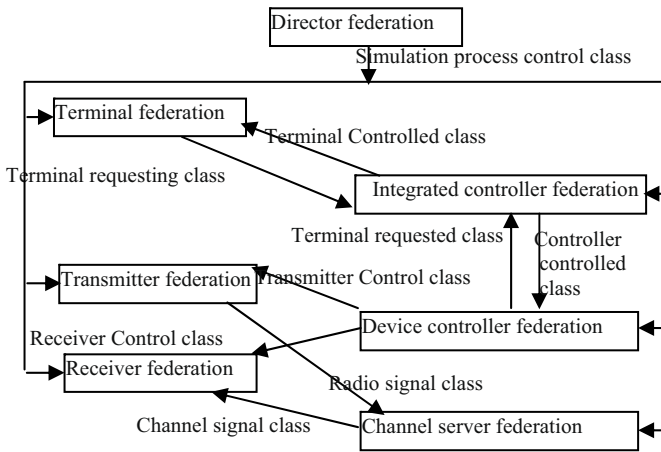 Director federation
Simulation process control class
Terminal federation
Terminal Controlled class
Terminal requesting class
Integrated controller federation
Terminal requested class
Controller
controlled
class
Transmitter federation
Transmitter Control class
Device controller federation
Receiver Control class
Receiver federation
Radio signal class
Channel signal class
Channel server federation